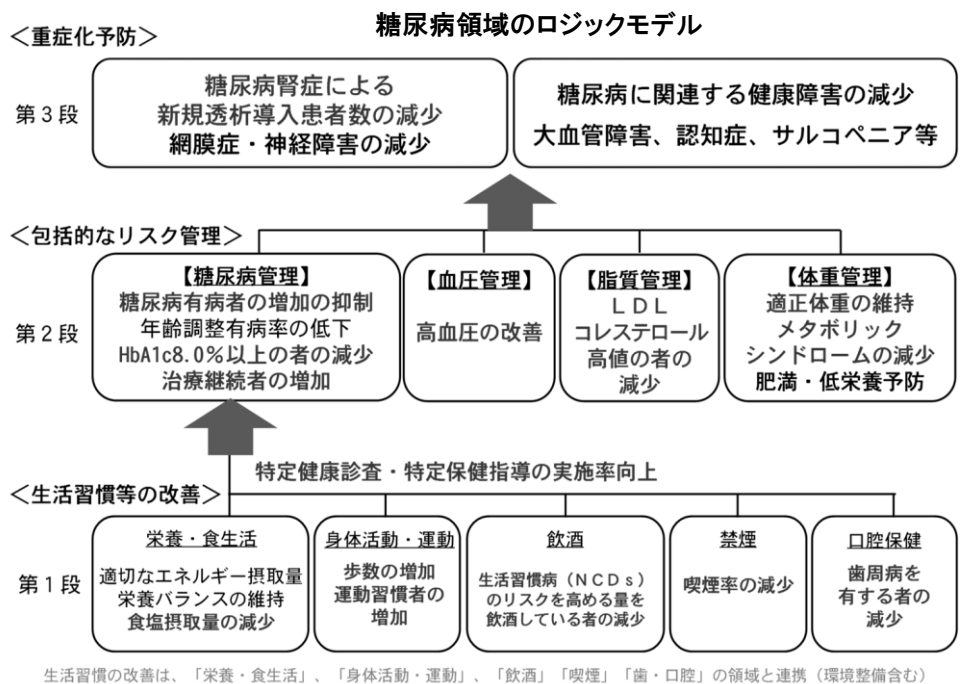 糖尿病領域のロジックモデル
＜重症化予防＞
第３段
糖尿病腎症による
新規透析導入患者数の減少
網膜症・神経障害の減少
糖尿病に関連する健康障害の減少
大血管障害、認知症、サルコペニア等
＜包括的なリスク管理＞
第２段
【糖尿病管理】
糖尿病有病者の増加の抑制
年齢調整有病率の低下
HbA1c8.0％以上の者の減少
治療継続者の増加
【血圧管理】
高血圧の改善
【脂質管理】
ＬＤＬ
コレステロール
高値の者の
減少
【体重管理】
適正体重の維持
メタボリック
シンドロームの減少
肥満・低栄養予防
特定健康診査・特定保健指導の実施率向上
＜生活習慣等の改善＞
第１段
栄養・食生活
適切なエネルギー摂取量
栄養バランスの維持
食塩摂取量の減少
身体活動・運動
歩数の増加
運動習慣者の
増加
飲酒
生活習慣病（ＮＣＤｓ）
のリスクを高める量を
飲酒している者の減少
禁煙
喫煙率の減少
口腔保健
歯周病を
有する者の
減少
生活習慣の改善は、「栄養・食生活」、「身体活動・運動」、「飲酒」「喫煙」「歯・口腔」の領域と連携（環境整備含む）